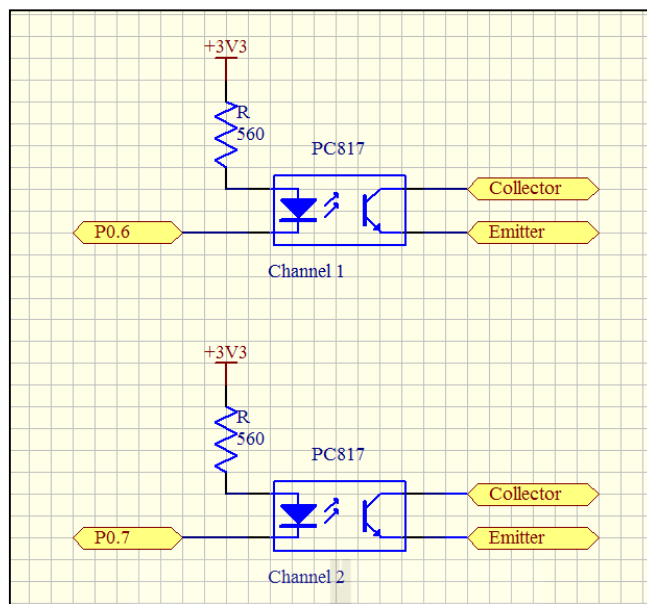 +3V3
R
560
PC817
Collector
P0.6
Emitter
Channel 1
+3V3
R
560
PC817
Collector
P0.7
Emitter
Channel 2